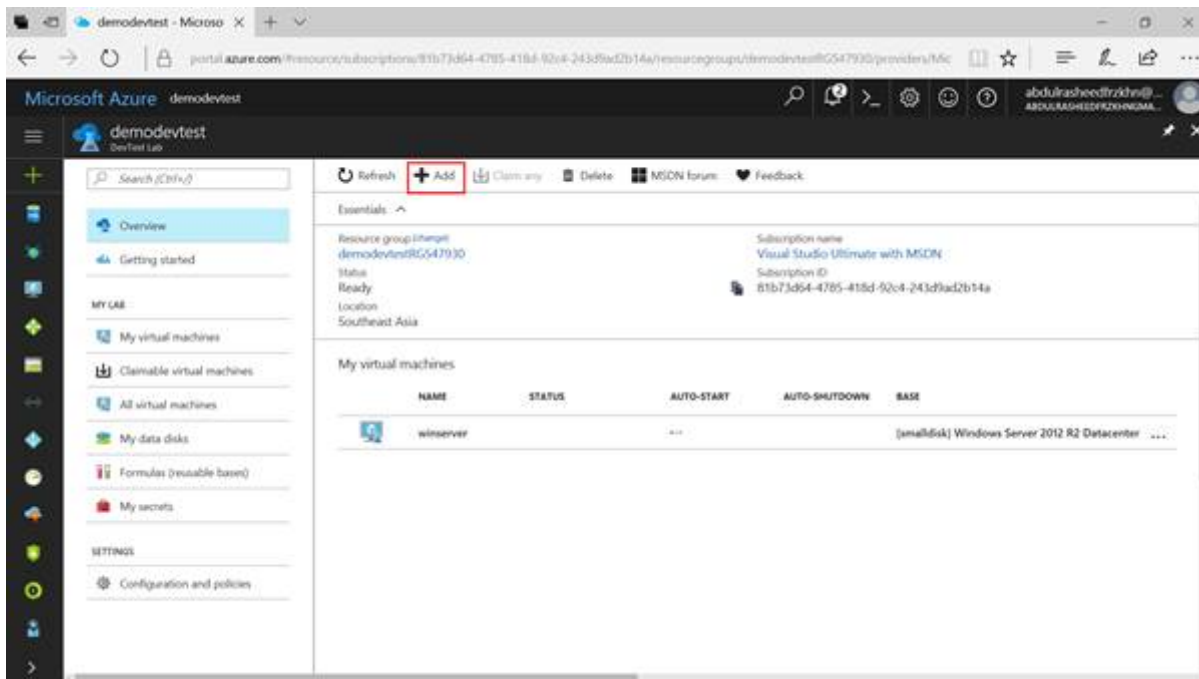 demodevtest - Microso
portal.azure.com/
Microsoft Azure demodevtest
abdulrasheedfrzkhn@...
demodevtest
DevTest Lab
Search (Ctrl+/)
Refresh
Add
Claim any
Delete
MSDN forum
Feedback
Overview
Getting started
MY LAB
My virtual machines
Claimable virtual machines
All virtual machines
My data disks
Formulas (reusable bases)
My secrets
SETTINGS
Configuration and policies
Essentials
Resource group (change)
demodevtestRG547930
Status
Ready
Location
Southeast Asia
Subscription name
Visual Studio Ultimate with MSDN
Subscription ID
81b73d64-4785-418d-92c4-243d9ad2b14a
My virtual machines
NAME STATUS AUTO-START AUTO-SHUTDOWN BASE
winserver --- [smalldisk] Windows Server 2012 R2 Datacenter ...